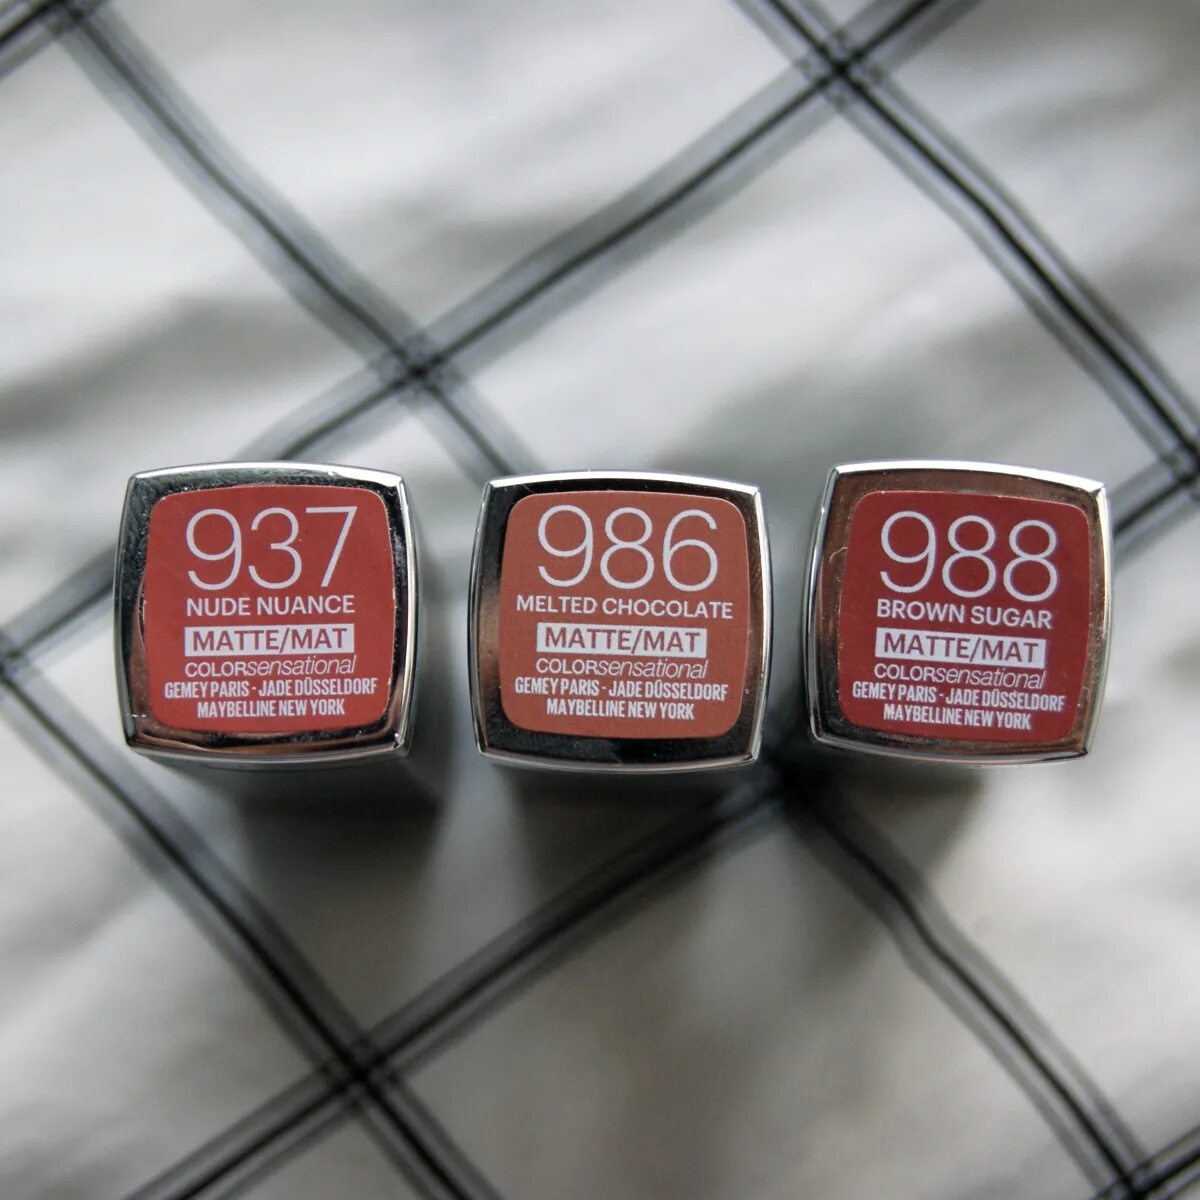 937
NUDE NUANCE
MATTE/MAT
COLORsensational
GEMEY PARIS - JADE DÜSSELDORF
MAYBELLINE NEW YORK
986
MELTED CHOCOLATE
MATTE/MAT
COLORsensational
GEMEY PARIS - JADE DÜSSELDORF
MAYBELLINE NEW YORK
988
BROWN SUGAR
MATTE/MAT
COLORsensational
GEMEY PARIS - JADE DÜSSELDORF
MAYBELLINE NEW YORK